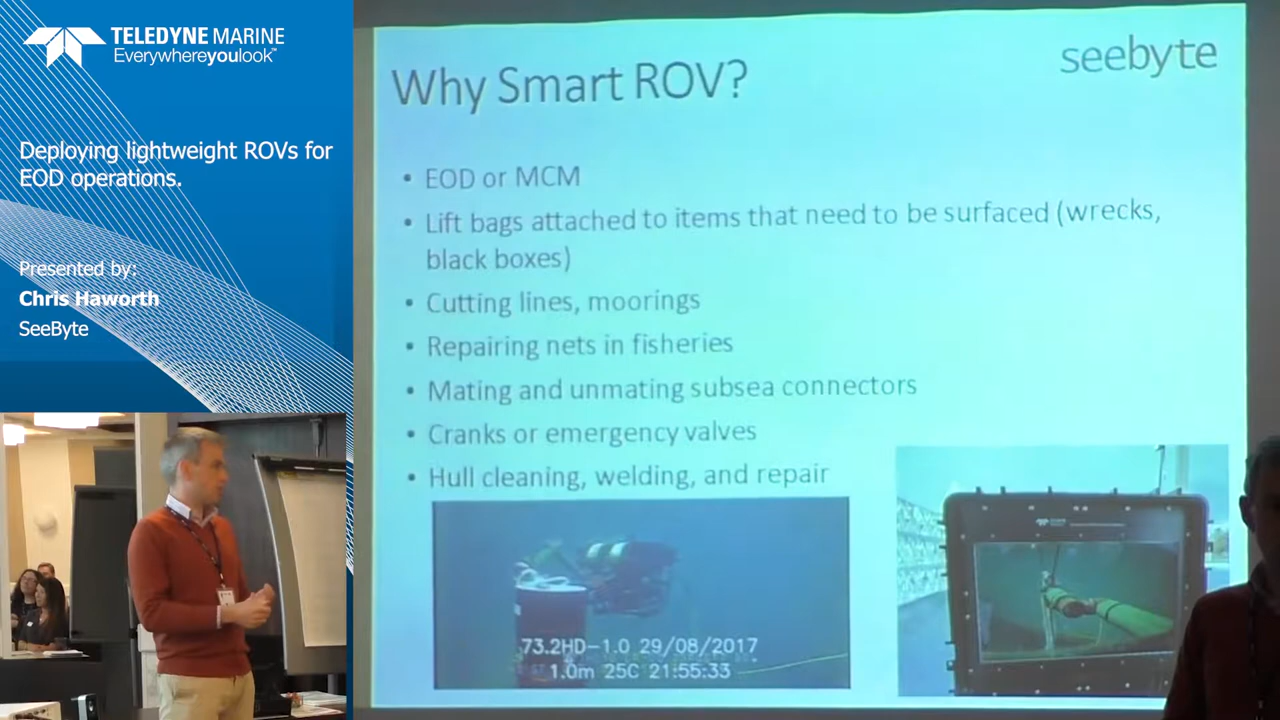 TELEDYNE MARINE
Everywhereyoulook™
Deploying lightweight ROVs for
EOD operations.
Presented by:
Chris Haworth
SeeByte
seebyte
Why Smart ROV?
• EOD or MCM
• Lift bags attached to items that need to be surfaced (wrecks,
black boxes)
• Cutting lines, moorings
• Repairing nets in fisheries
• Mating and unmating subsea connectors
• Cranks or emergency valves
• Hull cleaning, welding, and repair
73.2HD-1.0 29/08/2017
1.0m 25C 21:55:33